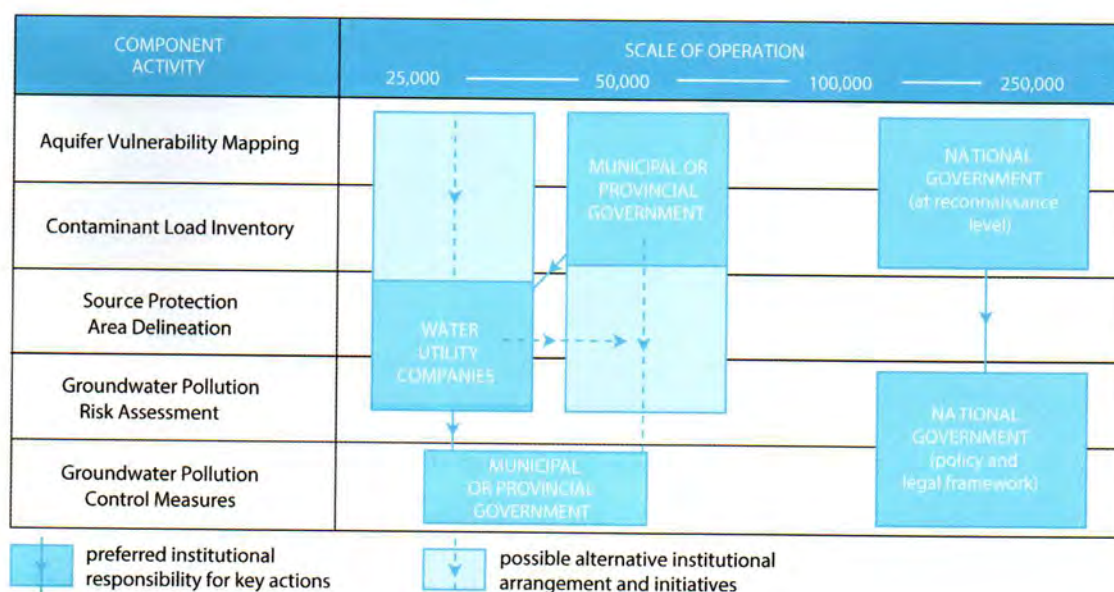 COMPONENT
ACTIVITY
SCALE OF OPERATION
25,000
50,000
100,000
250,000
Aquifer Vulnerability Mapping
Contaminant Load Inventory
Source Protection
Area Delineation
Groundwater Pollution
Risk Assessment
Groundwater Pollution
Control Measures
MUNICIPAL OR
PROVINCIAL
GOVERNMENT
NATIONAL
GOVERNMENT
(at reconnaissance
level)
WATER
UTILITY
COMPANIES
NATIONAL
GOVERNMENT
(policy and
legal framework)
MUNICIPAL
OR PROVINCIAL
GOVERNMENT
preferred institutional
responsibility for key actions
possible alternative institutional
arrangement and initiatives